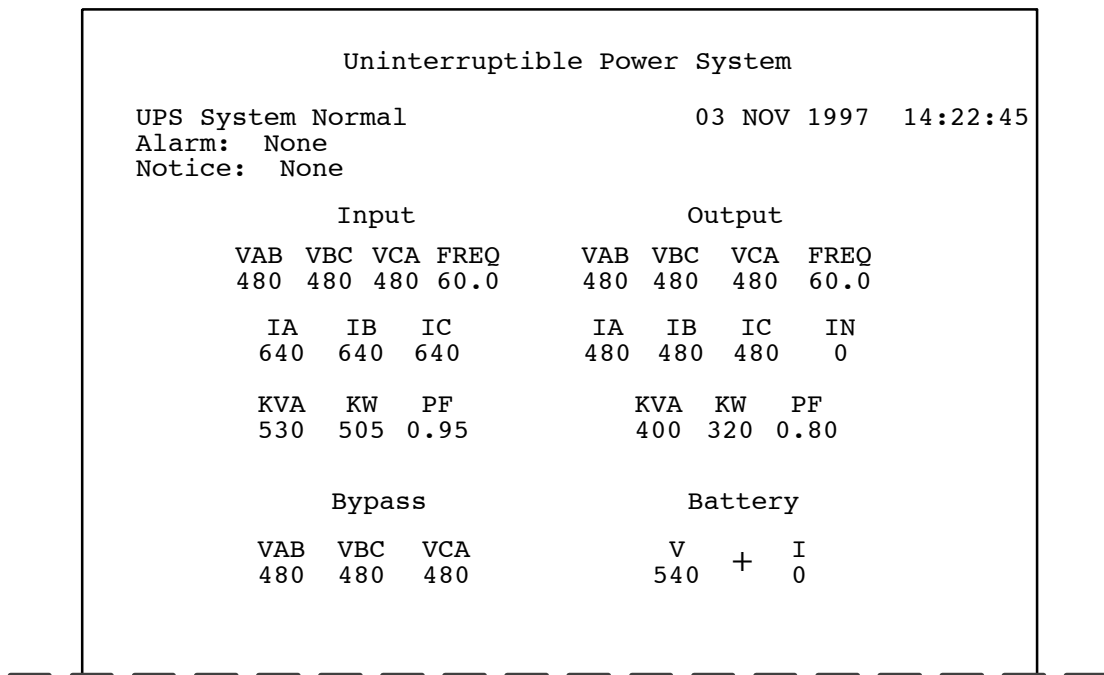 Uninterruptible Power System
UPS System Normal 03 NOV 1997 14:22:45
Alarm: None
Notice: None
Input Output
VAB VBC VCA FREQ VAB VBC VCA FREQ
480 480 480 60.0 480 480 480 60.0
IA IB IC IA IB IC IN
640 640 640 480 480 480 0
KVA KW PF KVA KW PF
530 505 0.95 400 320 0.80
Bypass Battery
VAB VBC VCA V + I
480 480 480 540 0